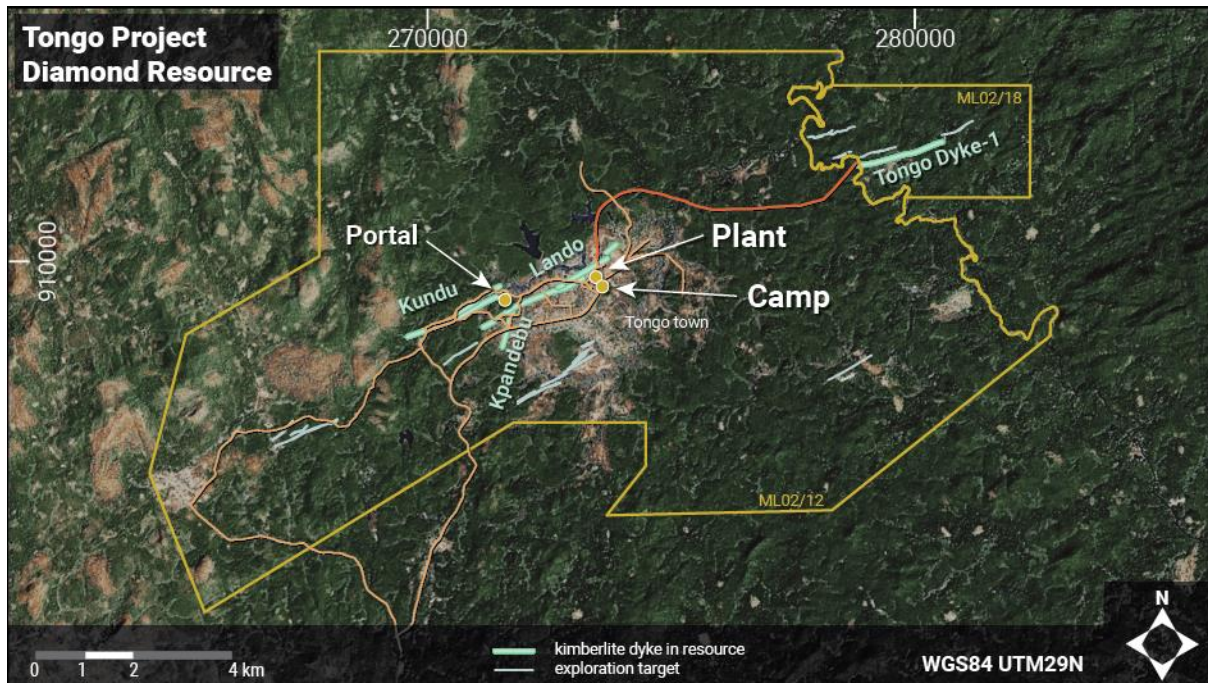 Tongo Project
Diamond Resource
270000
280000
ML02/18
Tongo Dyke-1
910000
Portal
Lando
Plant
Kundu
Camp
Tongo town
Kpandebu
ML02/12
N
0 1 2 4 km
kimberlite dyke in resource
exploration target
WGS84 UTM29N